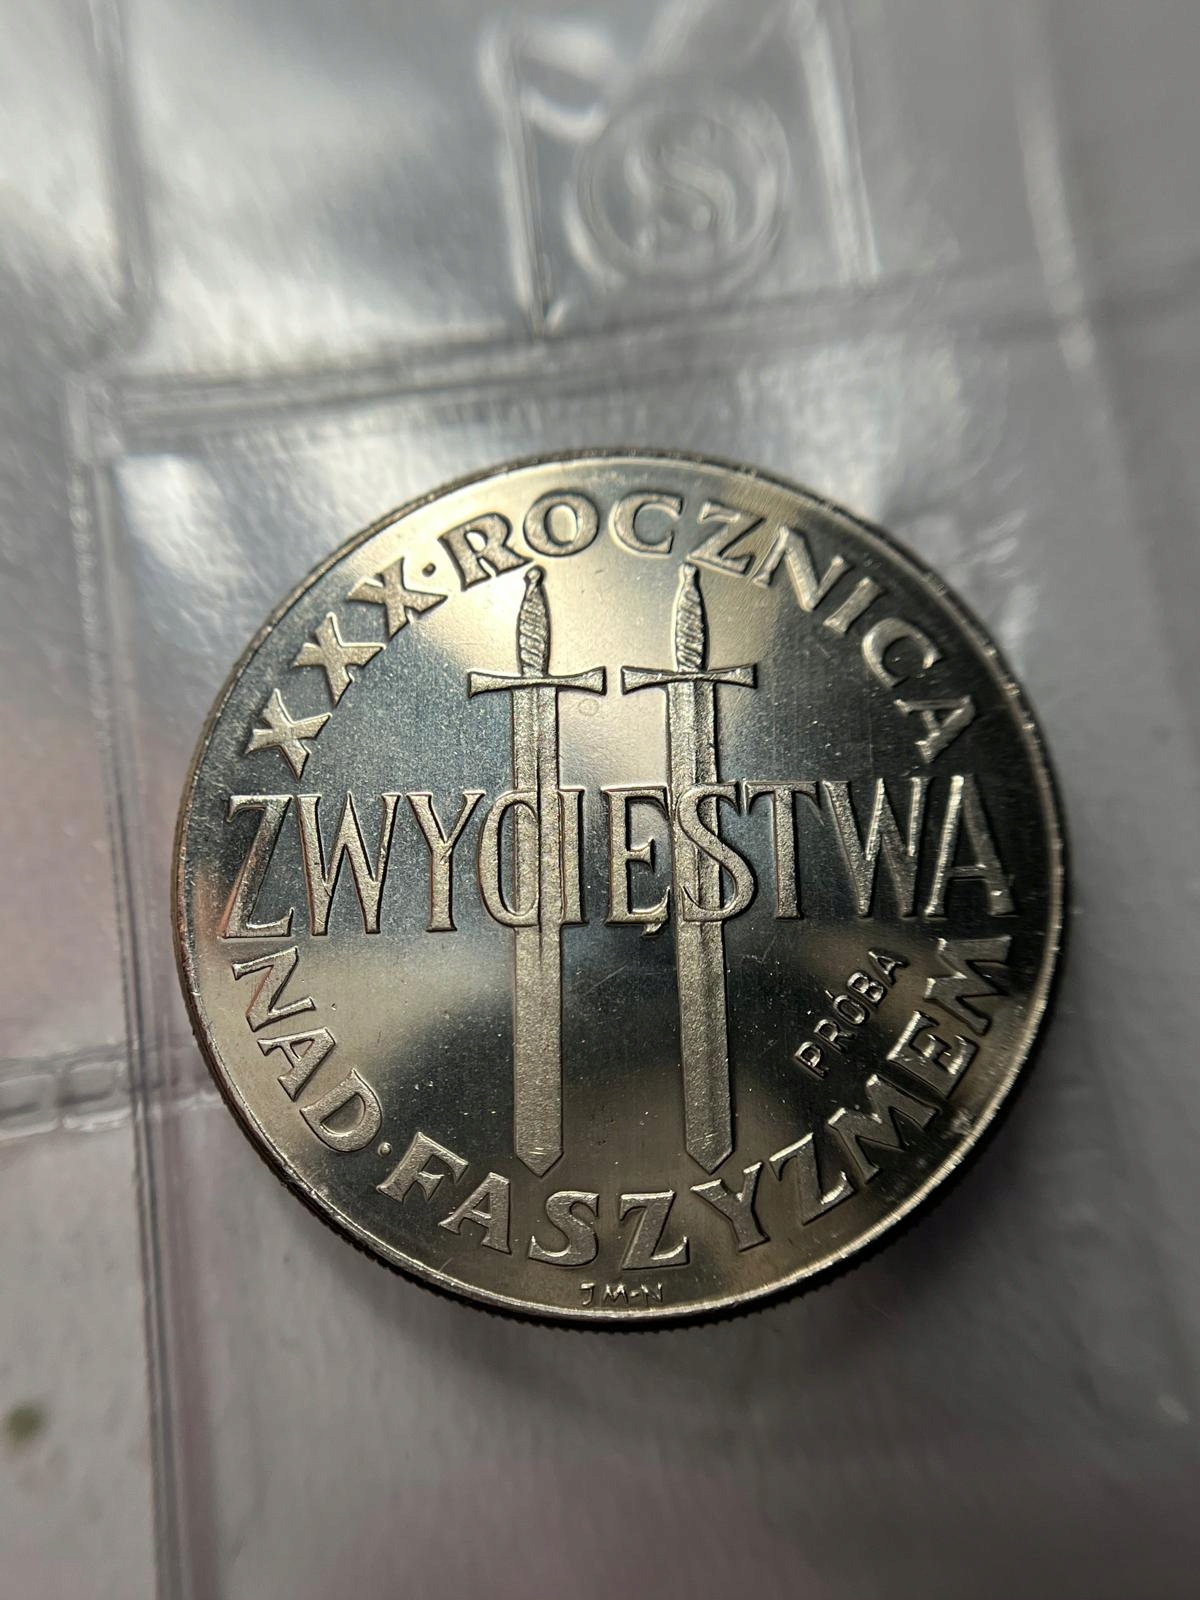 XXX·ROCZNICA
ZWYCIĘSTWA
NAD·FASZYZMEM
PRÓBA
JM·N
S